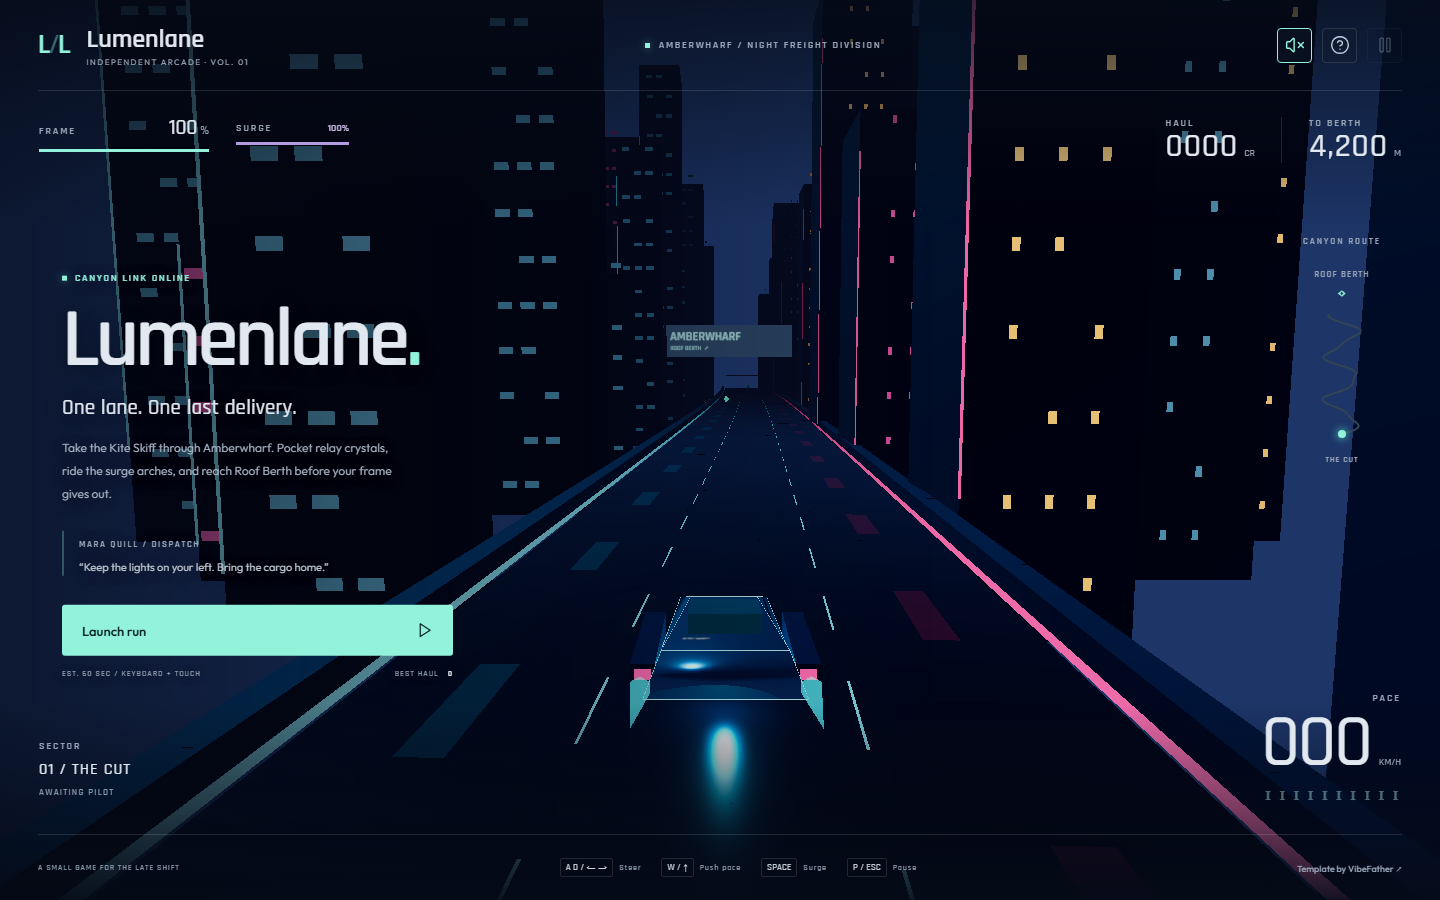 L/L
Lumenlane
INDEPENDENT ARCADE · VOL. 01
AMBERWHARF / NIGHT FREIGHT DIVISION
FRAME
100 %
SURGE
100%
HAUL
0000 CR
TO BERTH
4,200 M
CANYON ROUTE
ROOF BERTH
THE CUT
CANYON LINK ONLINE
Lumenlane.
One lane. One last delivery.
Take the Kite Skiff through Amberwharf. Pocket relay crystals,
ride the surge arches, and reach Roof Berth before your frame
gives out.
MARA QUILL / DISPATCH
“Keep the lights on your left. Bring the cargo home.”
Launch run
EST. 60 SEC / KEYBOARD + TOUCH
BEST HAUL 0
AMBERWHARF
ROOF BERTH ↗
SECTOR
01 / THE CUT
AWAITING PILOT
PACE
000 KM/H
A SMALL GAME FOR THE LATE SHIFT
A D / ← → Steer
W / ↑ Push pace
SPACE Surge
P / ESC Pause
Template by VibeFather ↗